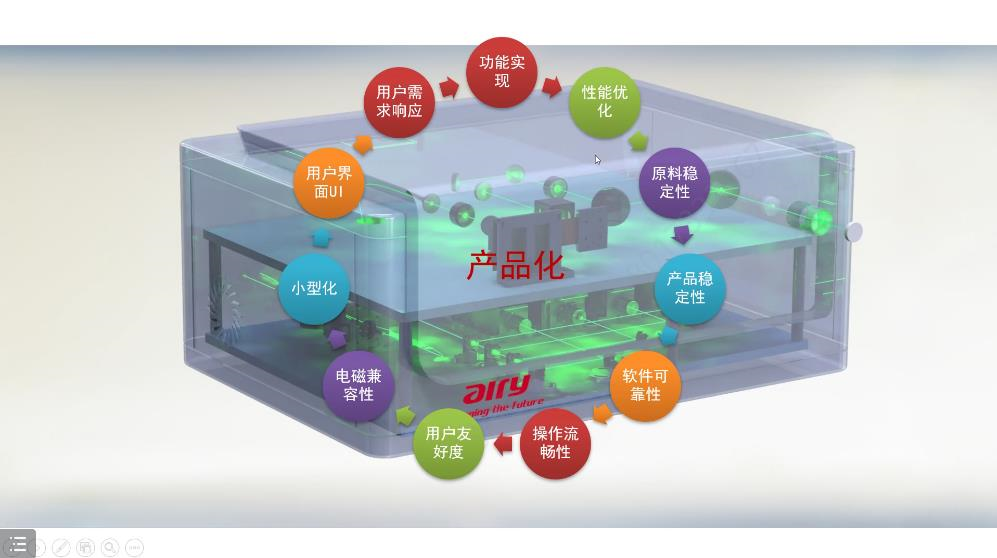 功能实
现
性能优
化
原料稳
定性
产品稳
定性
软件可
靠性
操作流
畅性
用户友
好度
电磁兼
容性
小型化
用户界
面UI
用户需
求响应
产品化
airy
ing the future